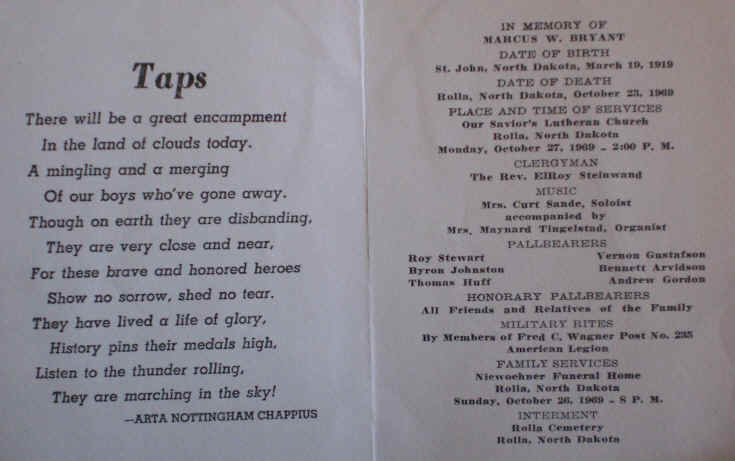 Taps
There will be a great encampment
In the land of clouds today.
A mingling and a merging
Of our boys who've gone away.
Though on earth they are disbanding,
They are very close and near,
For these brave and honored heroes
Show no sorrow, shed no tear.
They have lived a life of glory,
History pins their medals high,
Listen to the thunder rolling,
They are marching in the sky!
—ARTA NOTTINGHAM CHAPPIUS
IN MEMORY OF
MARCUS W. BRYANT
DATE OF BIRTH
St. John, North Dakota, March 19, 1919
DATE OF DEATH
Rolla, North Dakota, October 23, 1969
PLACE AND TIME OF SERVICES
Our Savior's Lutheran Church
Rolla, North Dakota
Monday, October 27, 1969 - 2:00 P. M.
CLERGYMAN
The Rev. ElRoy Steinwand
MUSIC
Mrs. Curt Sande, Soloist
accompanied by
Mrs. Maynard Tingelstad, Organist
PALLBEARERS
Roy Stewart Vernon Gustafson
Byron Johnston Bennett Arvidson
Thomas Huff Andrew Gordon
HONORARY PALLBEARERS
All Friends and Relatives of the Family
MILITARY RITES
By Members of Fred C. Wagner Post No. 235
American Legion
FAMILY SERVICES
Niewoehner Funeral Home
Rolla, North Dakota
Sunday, October 26, 1969 - 8 P. M.
INTERMENT
Rolla Cemetery
Rolla, North Dakota